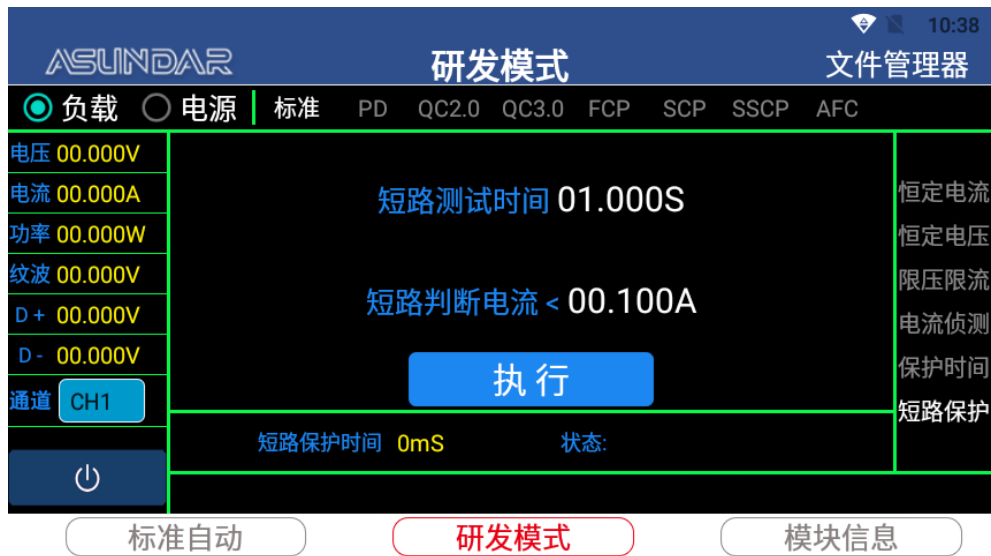 10:38
ASUNDAR 研发模式 文件管理器
负载 电源 标准 PD QC2.0 QC3.0 FCP SCP SSCP AFC
电压 00.000V
电流 00.000A
功率 00.000W
纹波 00.000V
D + 00.000V
D - 00.000V
通道 CH1
短路测试时间 01.000S
短路判断电流 < 00.100A
执 行
短路保护时间 0mS 状态:
恒定电流
恒定电压
限压限流
电流侦测
保护时间
短路保护
标准自动 研发模式 模块信息